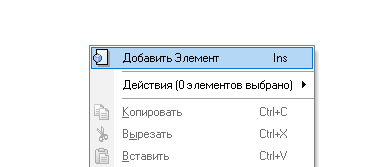 Добавить Элемент Ins
Действия (0 элементов выбрано)
Копировать Ctrl+C
Вырезать Ctrl+X
Вставить Ctrl+V